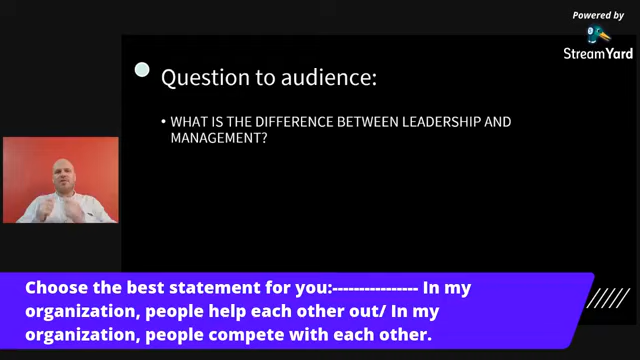 Powered by
StreamYard
Question to audience:
• WHAT IS THE DIFFERENCE BETWEEN LEADERSHIP AND
MANAGEMENT?
Choose the best statement for you:---------------- In my
organization, people help each other out/ In my
organization, people compete with each other.